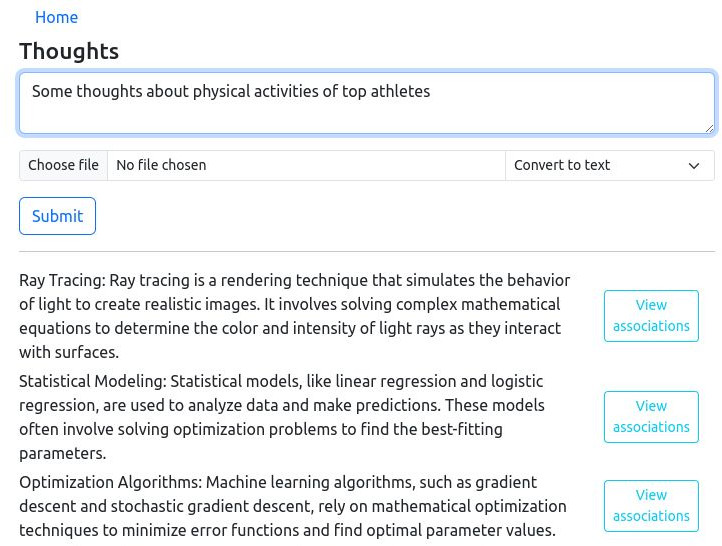 Home
Thoughts
Some thoughts about physical activities of top athletes
Choose file No file chosen Convert to text
Submit
Ray Tracing: Ray tracing is a rendering technique that simulates the behavior
of light to create realistic images. It involves solving complex mathematical
equations to determine the color and intensity of light rays as they interact
with surfaces.
View
associations
Statistical Modeling: Statistical models, like linear regression and logistic
regression, are used to analyze data and make predictions. These models
often involve solving optimization problems to find the best-fitting
parameters.
View
associations
Optimization Algorithms: Machine learning algorithms, such as gradient
descent and stochastic gradient descent, rely on mathematical optimization
techniques to minimize error functions and find optimal parameter values.
View
associations